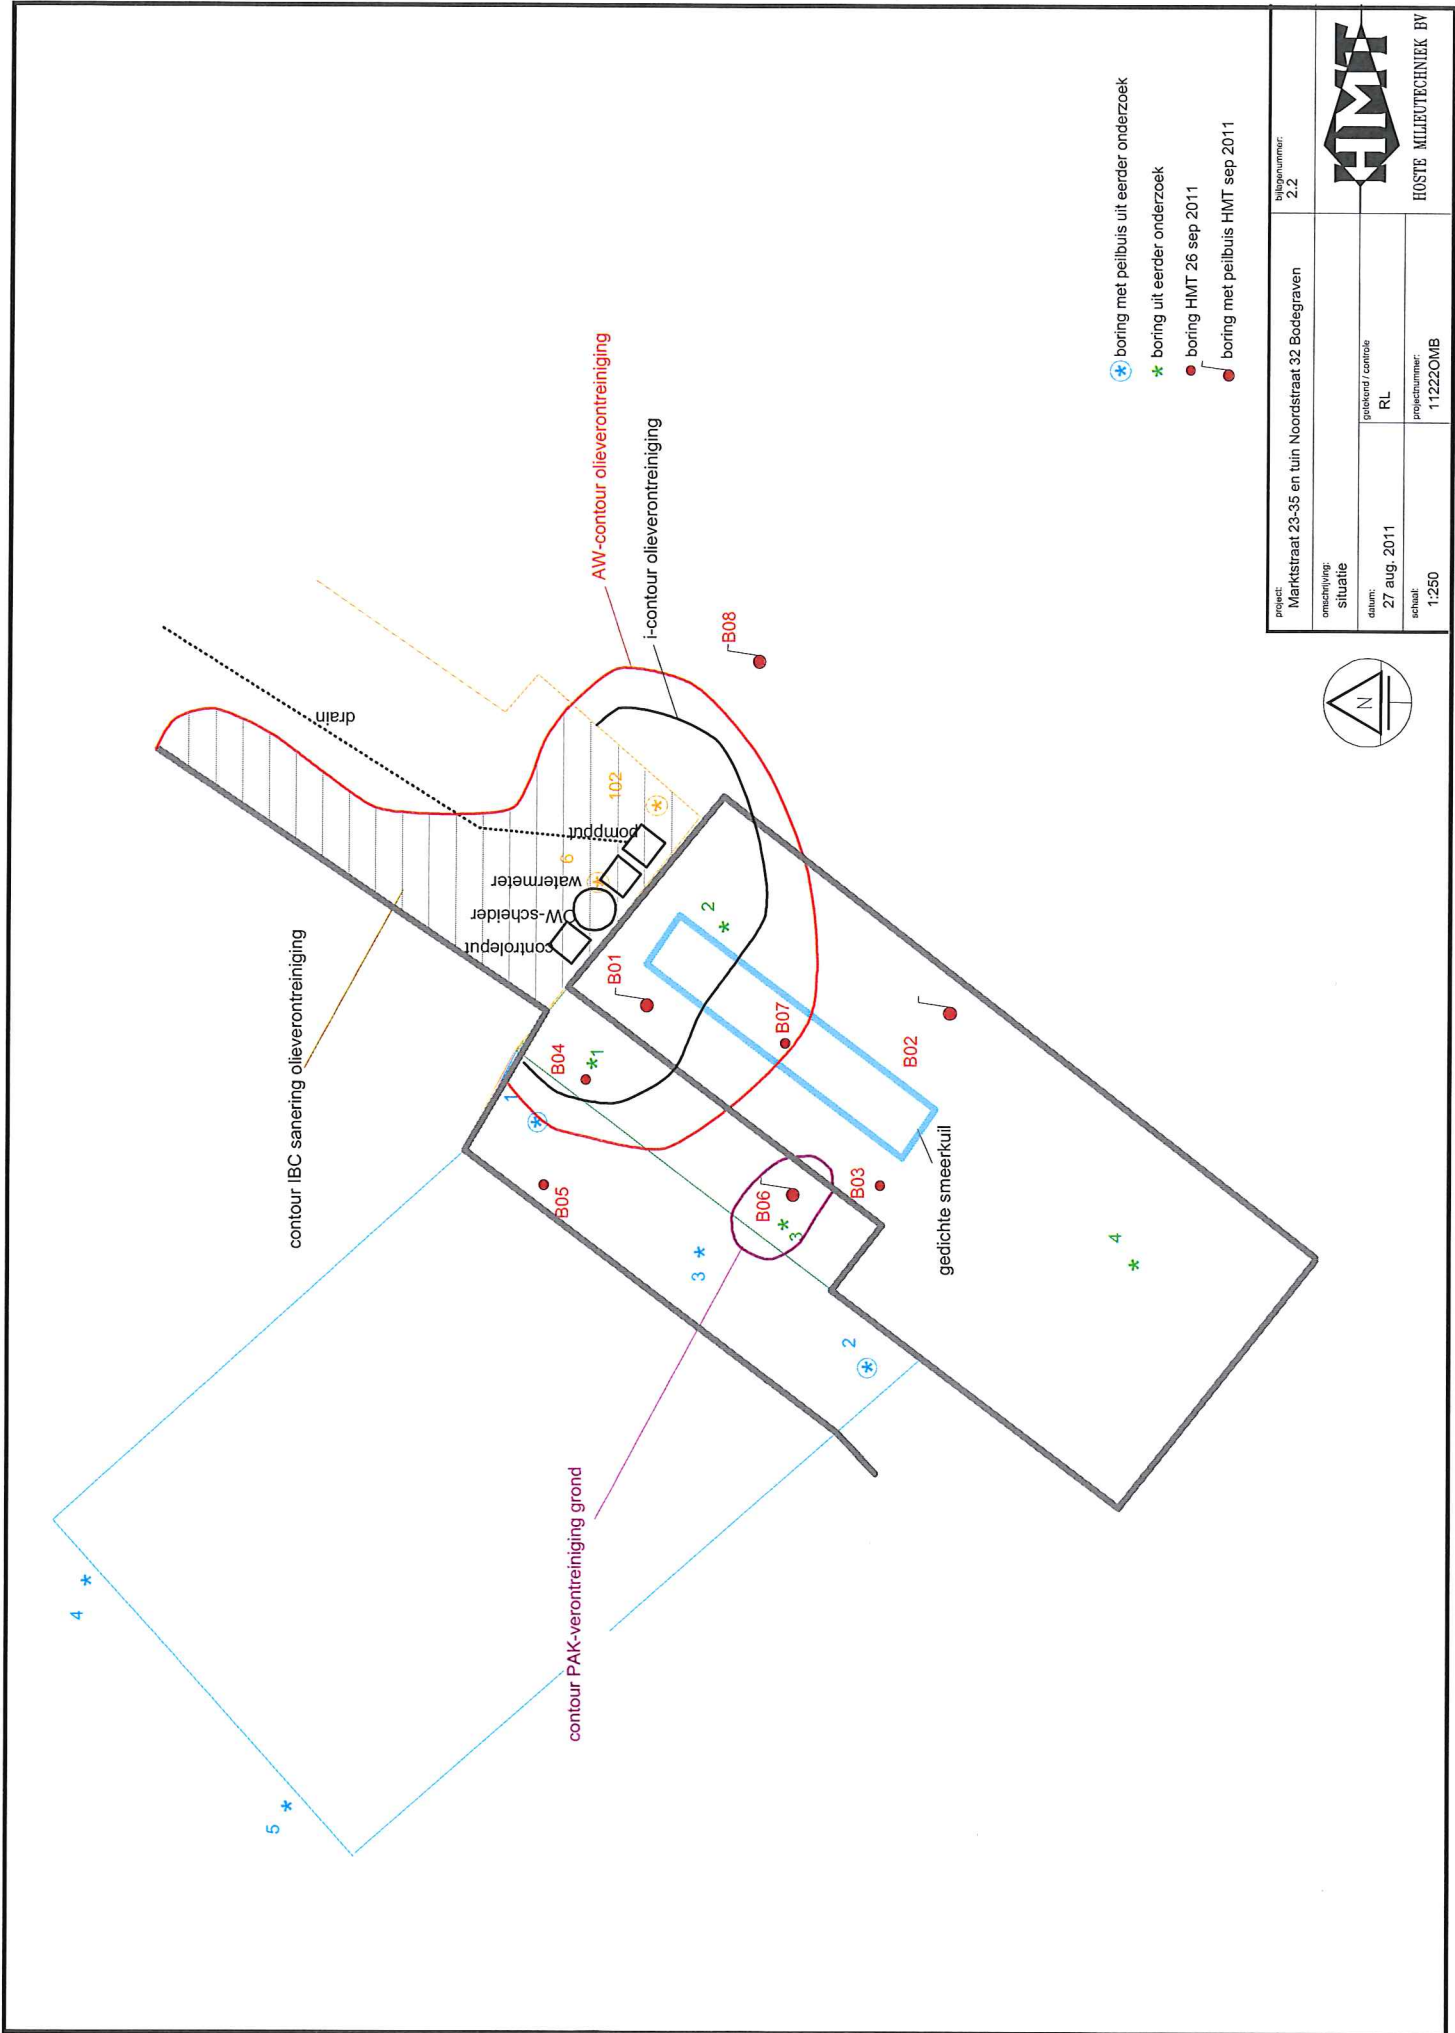 contour IBC sanering olieverontreiniging
drain
AW-contour olieverontreiniging
i-contour olieverontreiniging
102
pompput
6
watermeter
OW-scheider
controleput
B08
B01
2
B04
1
1
B07
B02
B05
B06
3
3
B03
gedichte smeerkuil
2
4
4
5
contour PAK-verontreiniging grond
boring met peilbuis uit eerder onderzoek
boring uit eerder onderzoek
boring HMT 26 sep 2011
boring met peilbuis HMT sep 2011
N
project:
Marktstraat 23-35 en tuin Noordstraat 32 Bodegraven
bijlagenummer:
2.2
omschrijving:
situatie
datum:
27 aug. 2011
getekend / controle
RL
schaal:
1:250
projectnummer:
11222OMB
HMT
HOSTE MILIEUTECHNIEK BV